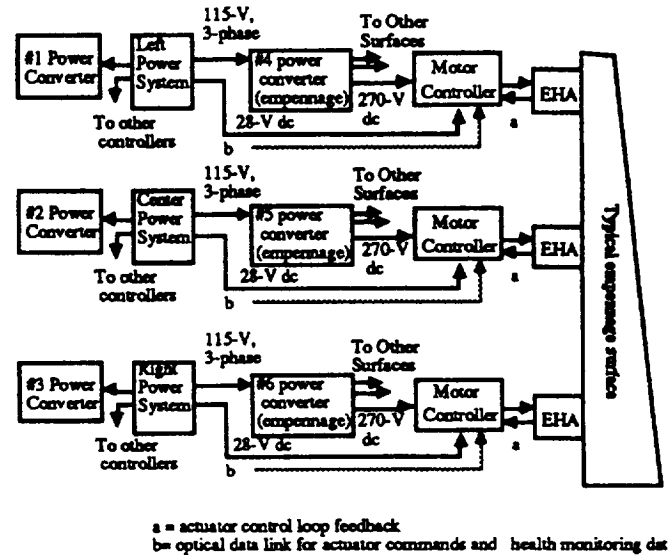 115-V,
3-phase
To Other
Surfaces
#1 Power
Converter
Left
Power
System
#4 power
converter
(empennage)
Motor
Controller
EHA
270-V
dc
a
To other
controllers
28-V dc
b
115-V,
3-phase
To Other
Surfaces
#2 Power
Converter
Center
Power
System
#5 power
converter
(empennage)
Motor
Controller
EHA
270-V
dc
a
To other
controllers
28-V dc
b
Typical empennage surface
115-V,
3-phase
To Other
Surfaces
#3 Power
Converter
Right
Power
System
#6 power
converter
(empennage)
Motor
Controller
EHA
270-V
dc
a
To other
controllers
28-V dc
b
a = actuator control loop feedback
b= optical data link for actuator commands and health monitoring dat